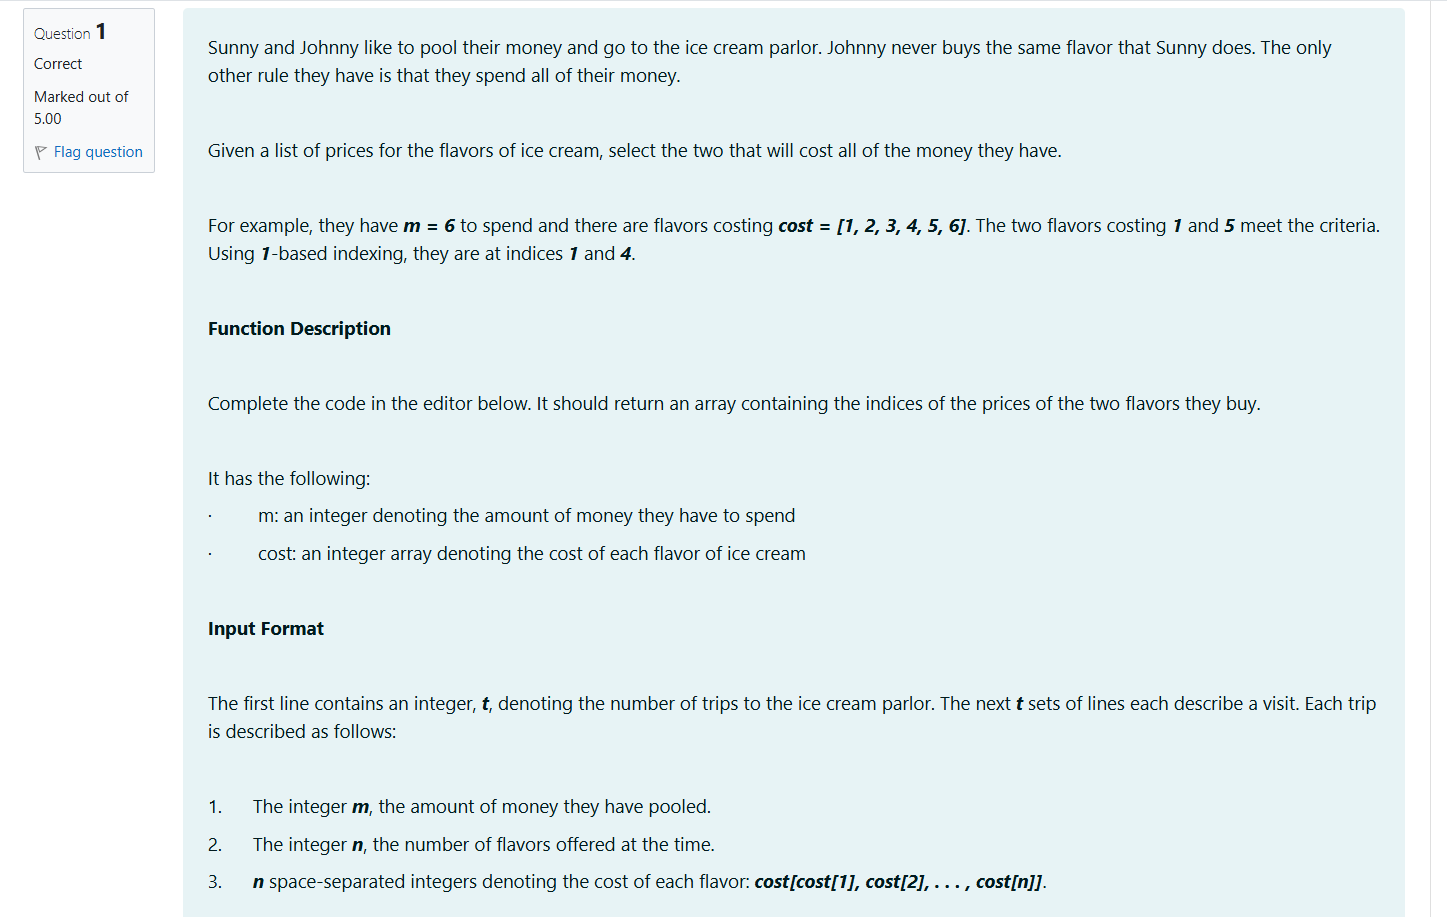 Question 1
Correct
Marked out of
5.00
Flag question
Sunny and Johnny like to pool their money and go to the ice cream parlor. Johnny never buys the same flavor that Sunny does. The only
other rule they have is that they spend all of their money.
Given a list of prices for the flavors of ice cream, select the two that will cost all of the money they have.
For example, they have m = 6 to spend and there are flavors costing cost = [1, 2, 3, 4, 5, 6]. The two flavors costing 1 and 5 meet the criteria.
Using 1-based indexing, they are at indices 1 and 4.
Function Description
Complete the code in the editor below. It should return an array containing the indices of the prices of the two flavors they buy.
It has the following:
· m: an integer denoting the amount of money they have to spend
· cost: an integer array denoting the cost of each flavor of ice cream
Input Format
The first line contains an integer, t, denoting the number of trips to the ice cream parlor. The next t sets of lines each describe a visit. Each trip
is described as follows:
1. The integer m, the amount of money they have pooled.
2. The integer n, the number of flavors offered at the time.
3. n space-separated integers denoting the cost of each flavor: cost[cost[1], cost[2], . . . , cost[n]].